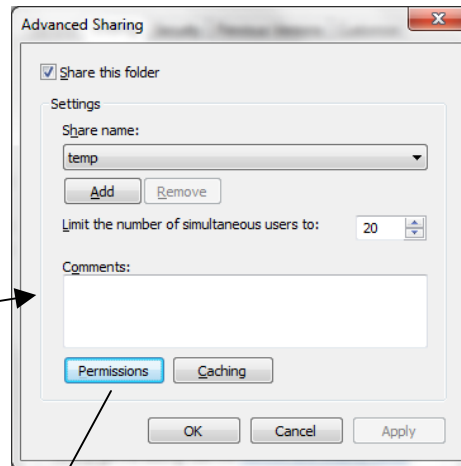 Advanced Sharing
Share this folder
Settings
Share name:
temp
Add Remove
Limit the number of simultaneous users to: 20
Comments:
Permissions Caching
OK Cancel Apply